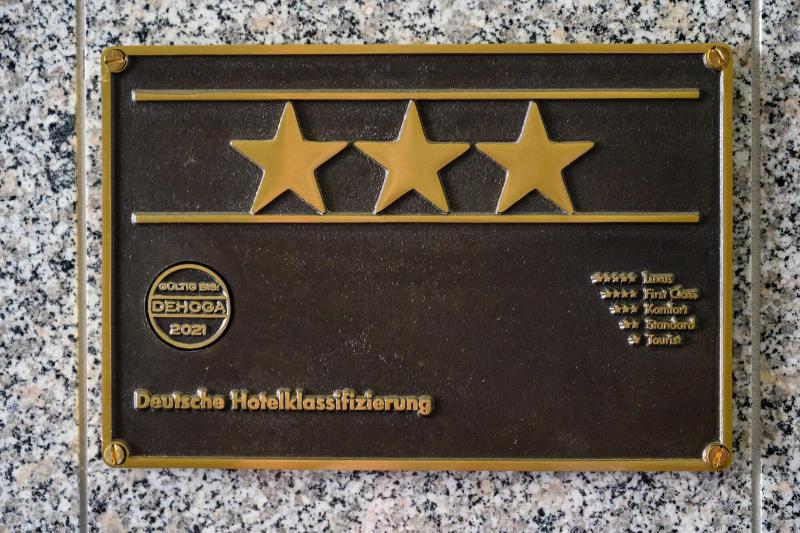 GÜLTIG BIS:
DEHOGA
2021
Luxus
First Class
Komfort
Standard
Tourist
Deutsche Hotelklassifizierung